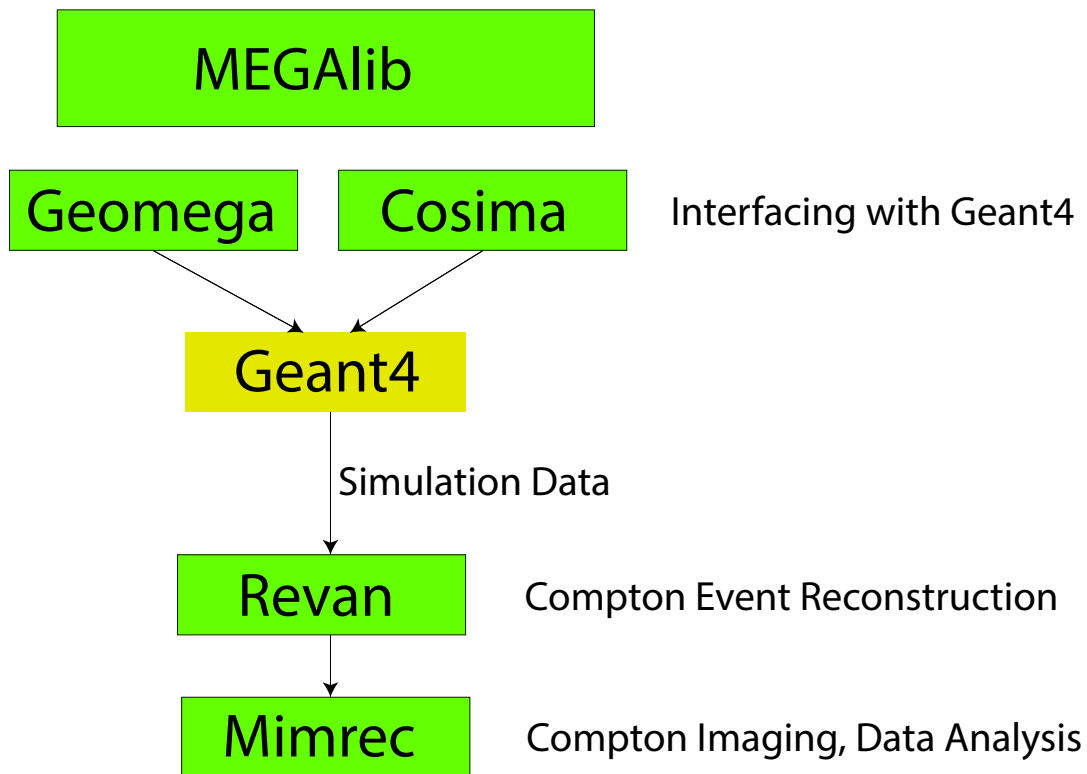 MEGAlib
Geomega
Cosima
Interfacing with Geant4
Geant4
Simulation Data
Revan
Compton Event Reconstruction
Mimrec
Compton Imaging, Data Analysis